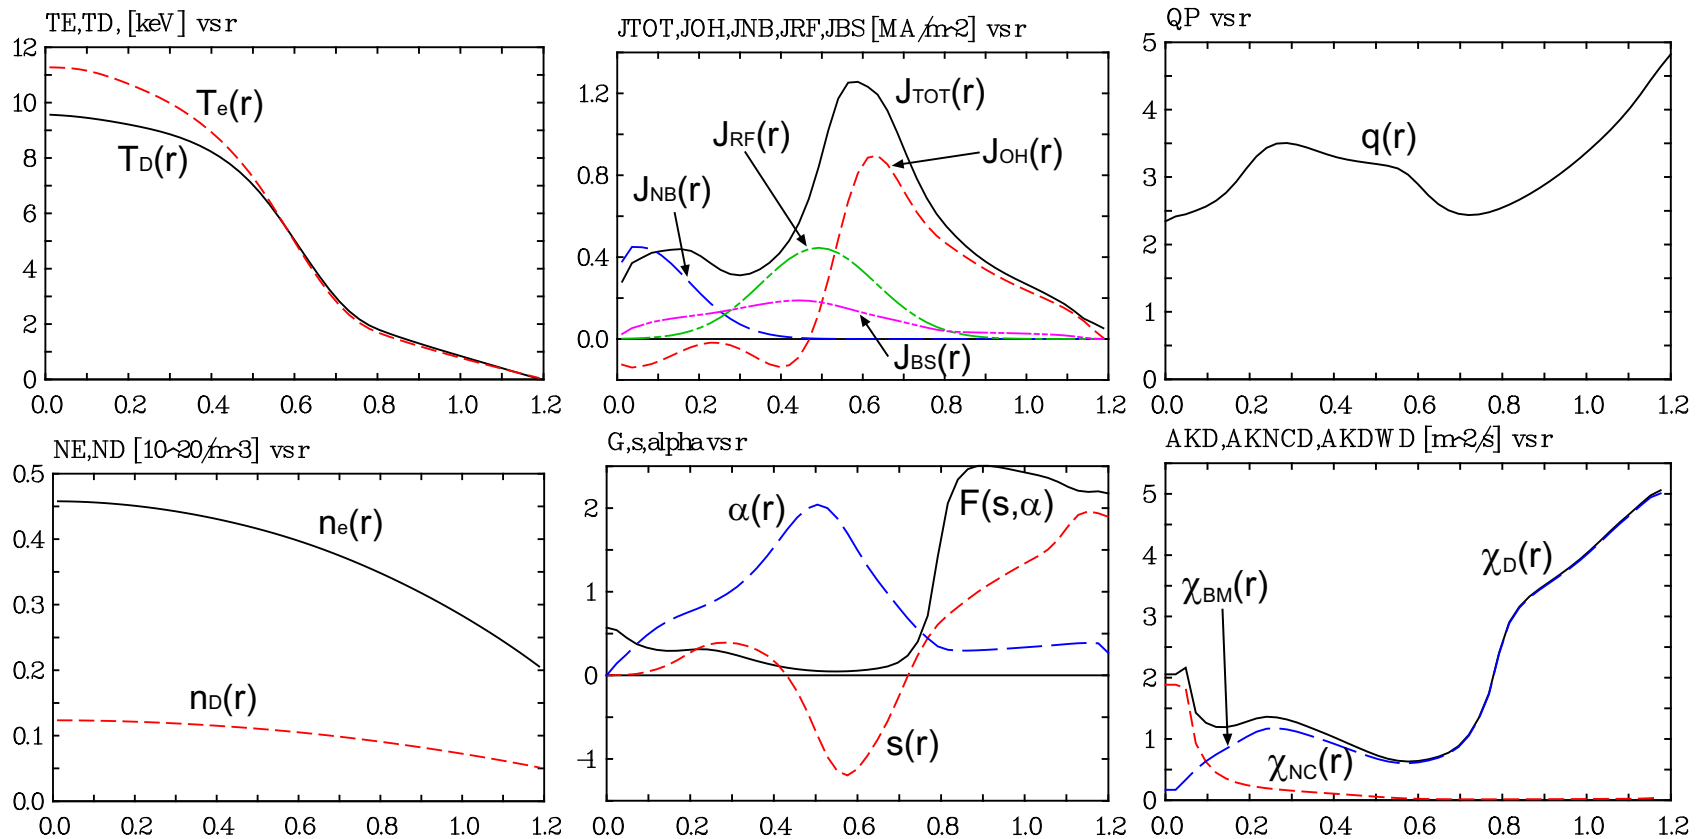 TE,TD, [keV] vs r
12
10
8
6
4
2
0
Te(r)
TD(r)
0.0 0.2 0.4 0.6 0.8 1.0 1.2
JTOT,JOH,JNB,JRF,JBS [MA/m~2] vs r
1.2
0.8
0.4
0.0
JTOT(r)
JRF(r)
JOH(r)
JNB(r)
JBS(r)
0.0 0.2 0.4 0.6 0.8 1.0 1.2
QP vs r
5
4
3
2
1
0
q(r)
0.0 0.2 0.4 0.6 0.8 1.0 1.2
NE,ND [10~20/m~3] vs r
0.5
0.4
0.3
0.2
0.1
0.0
ne(r)
nD(r)
0.0 0.2 0.4 0.6 0.8 1.0 1.2
G,s,alpha vs r
2
1
0
-1
α(r)
F(s,α)
s(r)
0.0 0.2 0.4 0.6 0.8 1.0 1.2
AKD,AKNCD,AKDWD [m~2/s] vs r
5
4
3
2
1
0
χD(r)
χBM(r)
χNC(r)
0.0 0.2 0.4 0.6 0.8 1.0 1.2